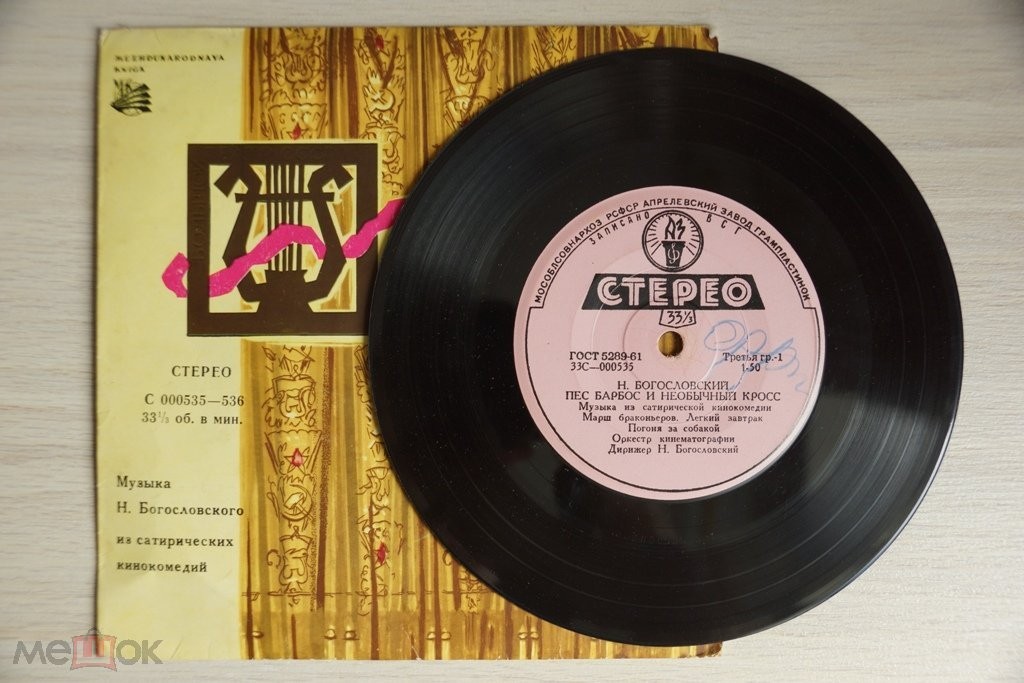 MEZHDUNARODNAYA
KNIGA
МК
СТЕРЕО
С 000535—536
33⅓ об. в мин.
Музыка
Н. Богословского
из сатирических
кинокомедий
МОСОБЛСОВНАРХОЗ РСФСР АПРЕЛЕВСКИЙ ЗАВОД ГРАМПЛАСТИНОК
ЗАПИСАНО ВСГ
АЗ
СТЕРЕО
33⅓
ГОСТ 5289-61 Третья гр.-1
33С—000535 1-50
Н. БОГОСЛОВСКИЙ
ПЕС БАРБОС И НЕОБЫЧНЫЙ КРОСС
Музыка из сатирической кинокомедии
Марш браконьеров. Легкий завтрак
Погоня за собакой
Оркестр кинематографии
Дирижер Н. Богословский
мешок